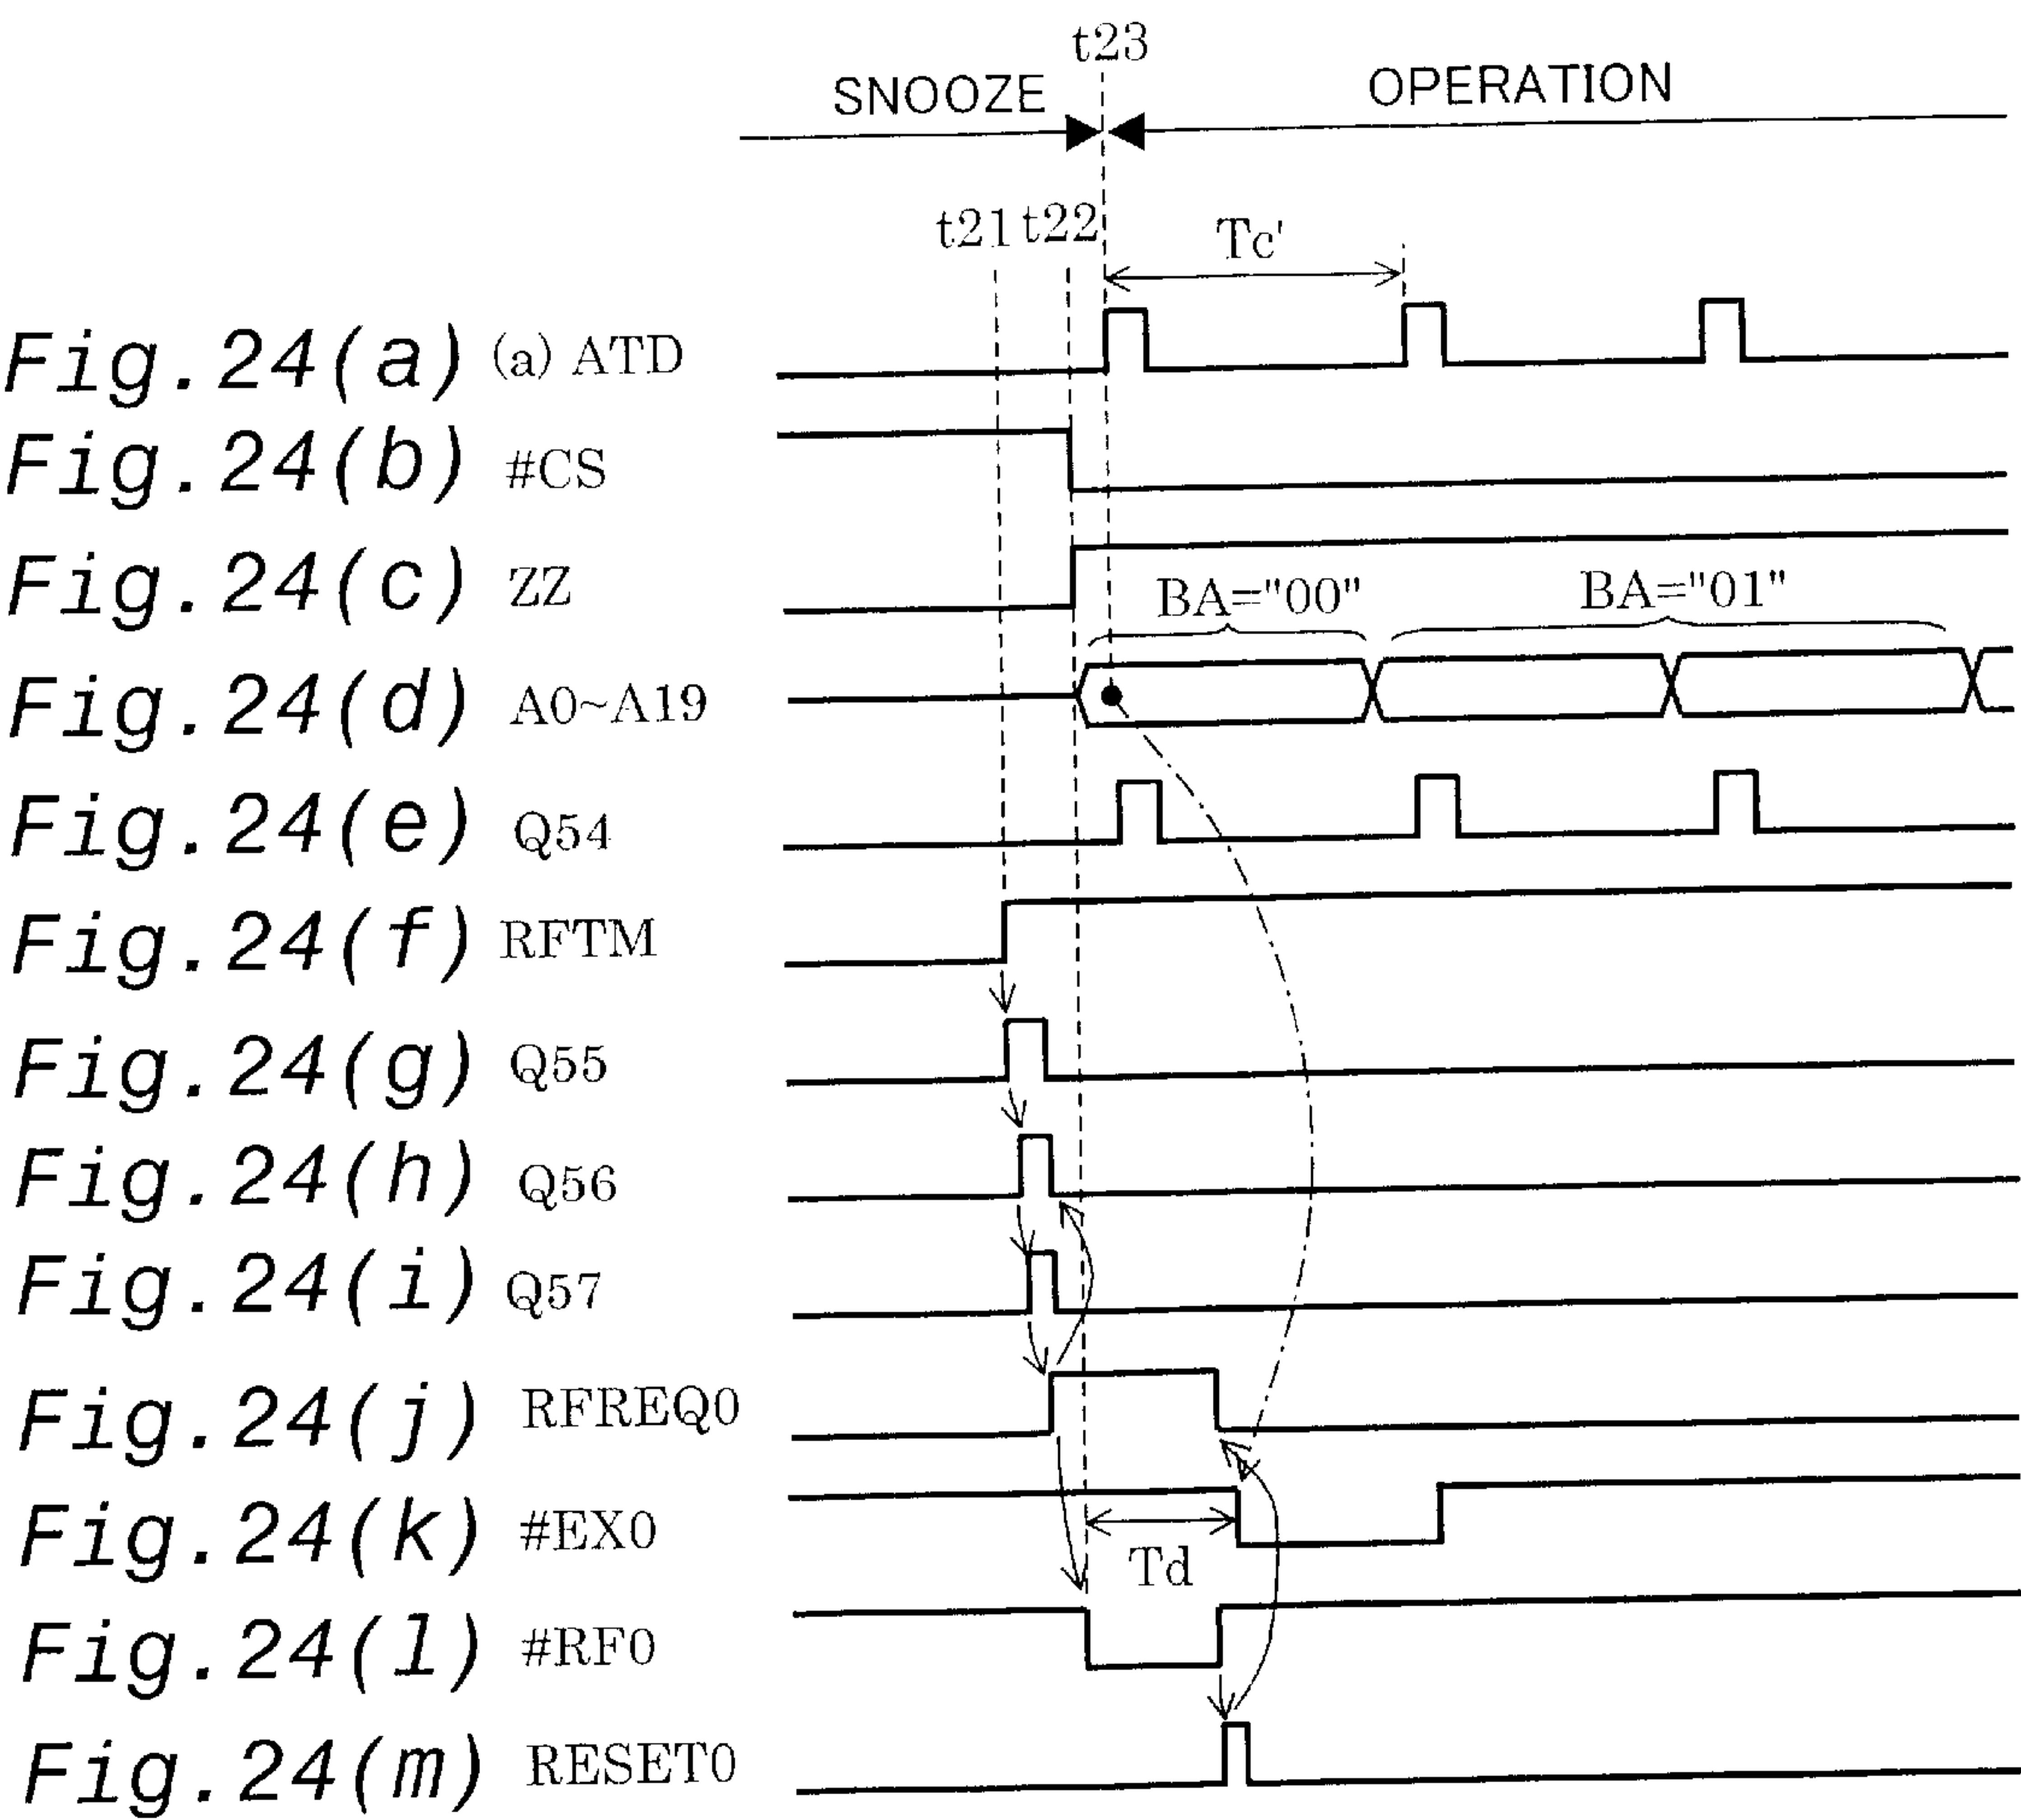 t23
SNOOZE OPERATION
t21 t22 Tc'
Fig.24(a) (a) ATD
Fig.24(b) #CS
Fig.24(c) ZZ
BA="00" BA="01"
Fig.24(d) A0~A19
Fig.24(e) Q54
Fig.24(f) RFTM
Fig.24(g) Q55
Fig.24(h) Q56
Fig.24(i) Q57
Fig.24(j) RFREQ0
Fig.24(k) #EX0
Td
Fig.24(l) #RF0
Fig.24(m) RESET0